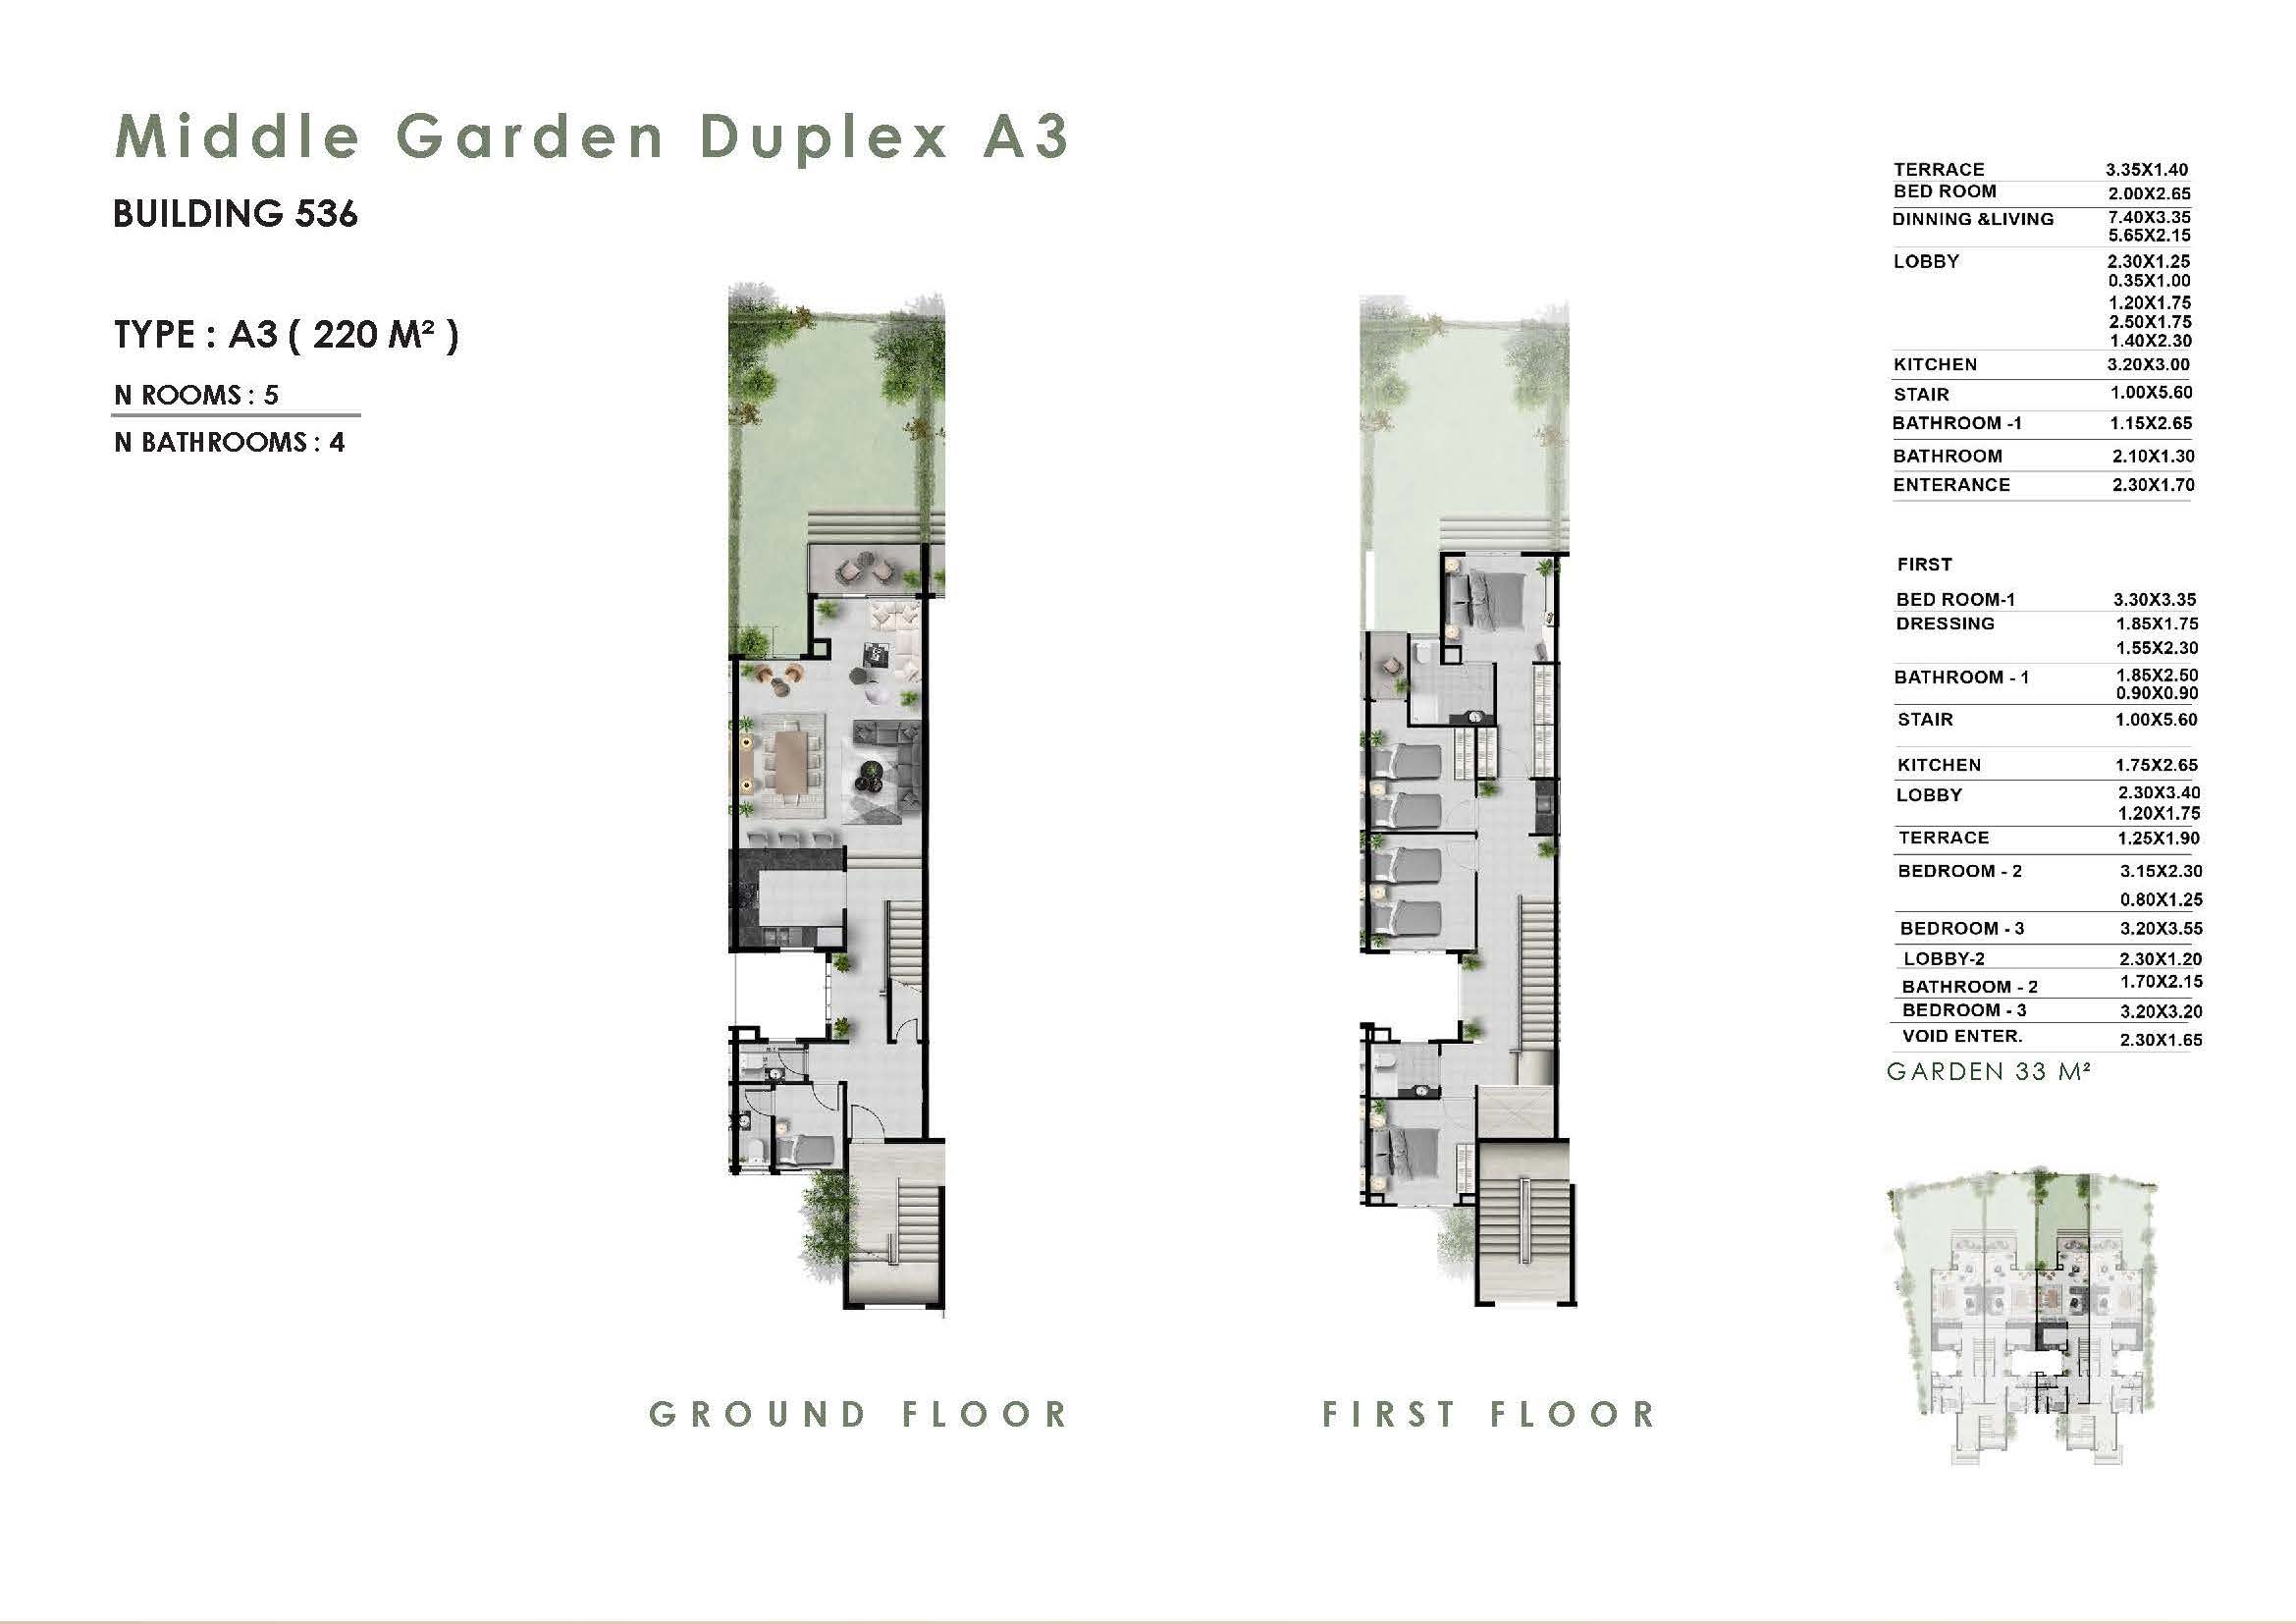 Middle Garden Duplex A3
BUILDING 536
TYPE : A3 ( 220 M² )
N ROOMS : 5
N BATHROOMS : 4
TERRACE 3.35X1.40
BED ROOM 2.00X2.65
DINNING &LIVING 7.40X3.35
5.65X2.15
LOBBY 2.30X1.25
0.35X1.00
1.20X1.75
2.50X1.75
1.40X2.30
KITCHEN 3.20X3.00
STAIR 1.00X5.60
BATHROOM -1 1.15X2.65
BATHROOM 2.10X1.30
ENTERANCE 2.30X1.70
FIRST
BED ROOM-1 3.30X3.35
DRESSING 1.85X1.75
1.55X2.30
BATHROOM - 1 1.85X2.50
0.90X0.90
STAIR 1.00X5.60
KITCHEN 1.75X2.65
LOBBY 2.30X3.40
1.20X1.75
TERRACE 1.25X1.90
BEDROOM - 2 3.15X2.30
0.80X1.25
BEDROOM - 3 3.20X3.55
LOBBY-2 2.30X1.20
BATHROOM - 2 1.70X2.15
BEDROOM - 3 3.20X3.20
VOID ENTER. 2.30X1.65
GARDEN 33 M²
GROUND FLOOR
FIRST FLOOR